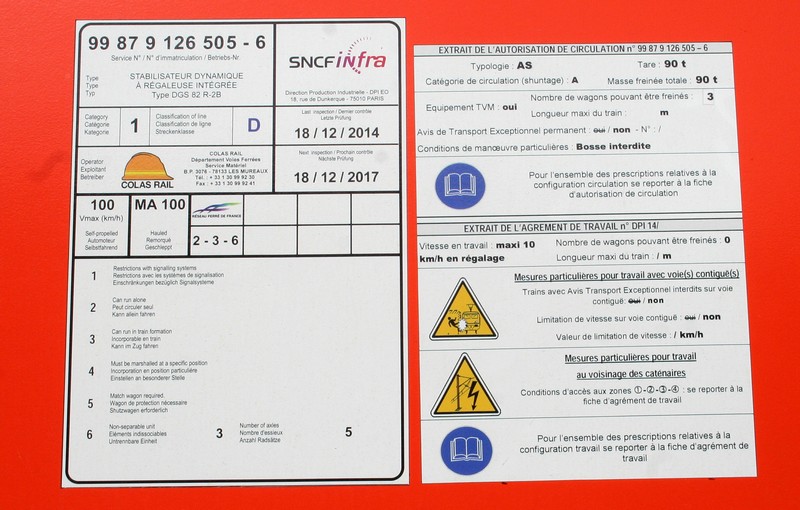 99 87 9 126 505 - 6
Service N° / N° d'immatriculation / Betriebs-Nr
Type
Type
Typ
STABILISATEUR DYNAMIQUE
À RÉGALEUSE INTÉGRÉE
Type DGS 82 R-2B
SNCF infra
Direction Production Industrielle - DPI EO
18, rue de Dunkerque - 75010 PARIS
Category
Catégorie
Kategorie
1
Classification of line
Classification de ligne
Streckenklasse
D
Last inspection / Dernier contrôle
Letzte Prüfung
18 / 12 / 2014
Operator
Exploitant
Betreiber
COLAS RAIL
COLAS RAIL
Département Voies Ferrées
Service Matériel
B.P. 3076 - 78133 LES MUREAUX
Tél. : + 33 1 30 99 92 30
Fax : + 33 1 30 99 92 41
Next inspection / Prochain contrôle
Nächste Prüfung
18 / 12 / 2017
100
Vmax (km/h)
MA 100
RÉSEAU FERRÉ DE FRANCE
Self-propelled
Automoteur
Selbstfahrend
Hauled
Remorqué
Geschleppt
2 - 3 - 6
1
Restrictions with signalling systems
Restrictions avec les systèmes de signalisation
Einschränkungen bezüglich Signalsysteme
2
Can run alone
Peut circuler seul
Kann allein fahren
3
Can run in train formation
Incorporable en train
Kann im Zug fahren
4
Must be marshalled at a specific position
Incorporation en position particulière
Einstellen an besonderer Stelle
5
Match wagon required.
Wagon de protection nécessaire
Shutzwagen erforderlich
6
Non-separable unit
Eléments indissociables
Untrennbare Einheit
3
Number of axles
Nombre d'essieux
Anzahl Radsätze
5
EXTRAIT DE L'AUTORISATION DE CIRCULATION n° 99 87 9 126 505 - 6
Typologie : AS
Tare : 90 t
Catégorie de circulation (shuntage) : A
Masse freinée totale : 90 t
Equipement TVM : oui
Nombre de wagons pouvant être freinés : 3
Longueur maxi du train : m
Avis de Transport Exceptionnel permanent : oui / non - N° : /
Conditions de manœuvre particulières : Bosse interdite
Pour l'ensemble des prescriptions relatives à la
configuration circulation se reporter à la fiche
d'autorisation de circulation
EXTRAIT DE L'AGREMENT DE TRAVAIL n° DPI 14/
Vitesse en travail : maxi 10
km/h en régalage
Nombre de wagons pouvant être freinés : 0
Longueur maxi du train : / m
Mesures particulières pour travail avec voie(s) contiguë(s)
Trains avec Avis Transport Exceptionnel interdits sur voie
contiguë: oui / non
Limitation de vitesse sur voie contiguë : oui / non
Valeur de limitation de vitesse : / km/h
Mesures particulières pour travail
au voisinage des caténaires
Conditions d'accès aux zones ①-②-③-④ : se reporter à la
fiche d'agrément de travail
Pour l'ensemble des prescriptions relatives à la
configuration travail se reporter à la fiche d'agrément de
travail